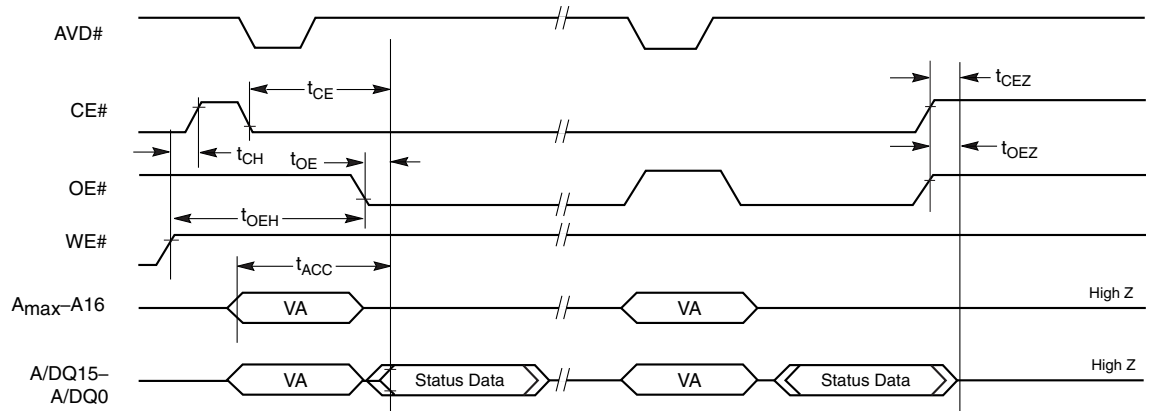 AVD#
CE#
tCE
tCEZ
tCH
tOE
tOEZ
OE#
tOEH
WE#
tACC
Amax–A16
VA
VA
High Z
A/DQ15–
A/DQ0
VA
Status Data
VA
Status Data
High Z